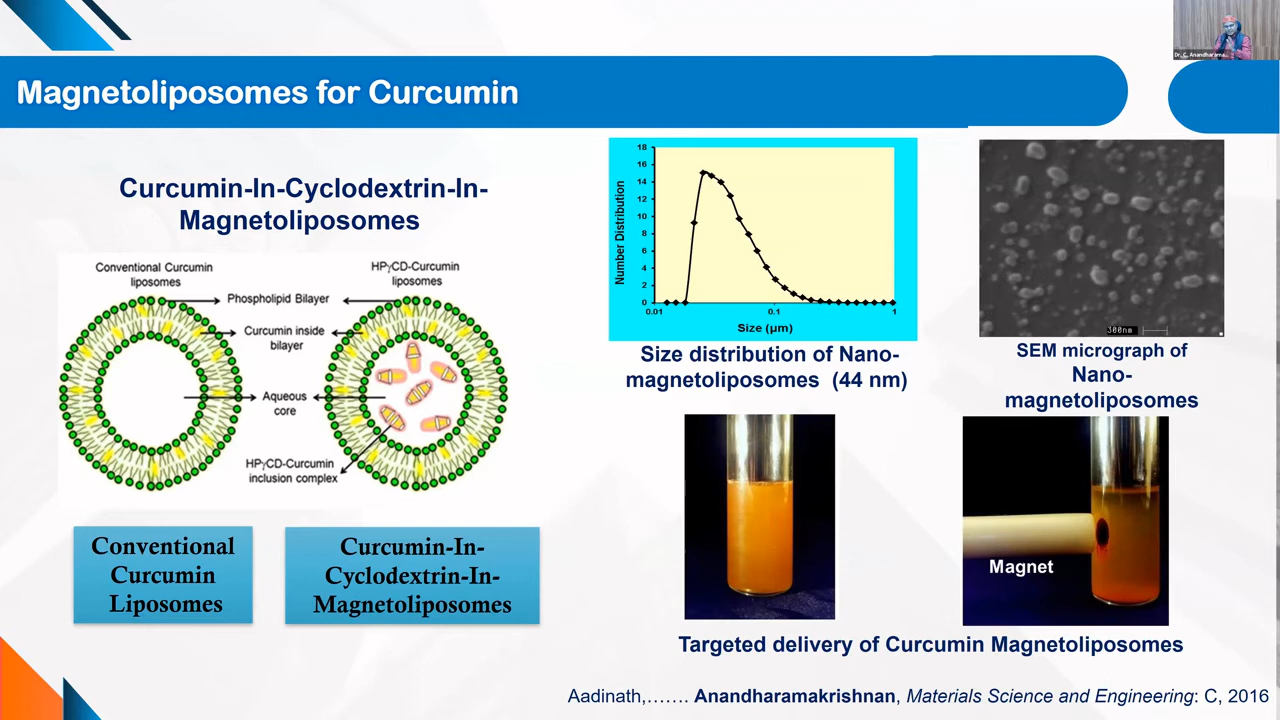 Dr. C. Anandharama...
Magnetoliposomes for Curcumin
Curcumin-In-Cyclodextrin-In-
Magnetoliposomes
Conventional Curcumin
liposomes
HPγCD-Curcumin
liposomes
Phospholipid Bilayer
Curcumin inside
bilayer
Aqueous
core
HPγCD-Curcumin
inclusion complex
Conventional
Curcumin
Liposomes
Curcumin-In-
Cyclodextrin-In-
Magnetoliposomes
Number Distribution
18
16
14
12
10
8
6
4
2
0
0.01
0.1
1
Size (µm)
Size distribution of Nano-
magnetoliposomes (44 nm)
300nm
SEM micrograph of
Nano-
magnetoliposomes
Magnet
Targeted delivery of Curcumin Magnetoliposomes
Aadinath,....... Anandharamakrishnan, Materials Science and Engineering: C, 2016